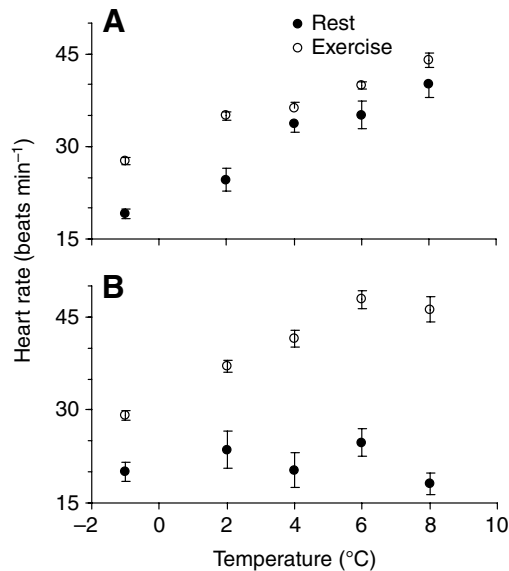 A
Rest
Exercise
45
30
15
B
45
30
15
−2 0 2 4 6 8 10
Temperature (°C)
Heart rate (beats min⁻¹)